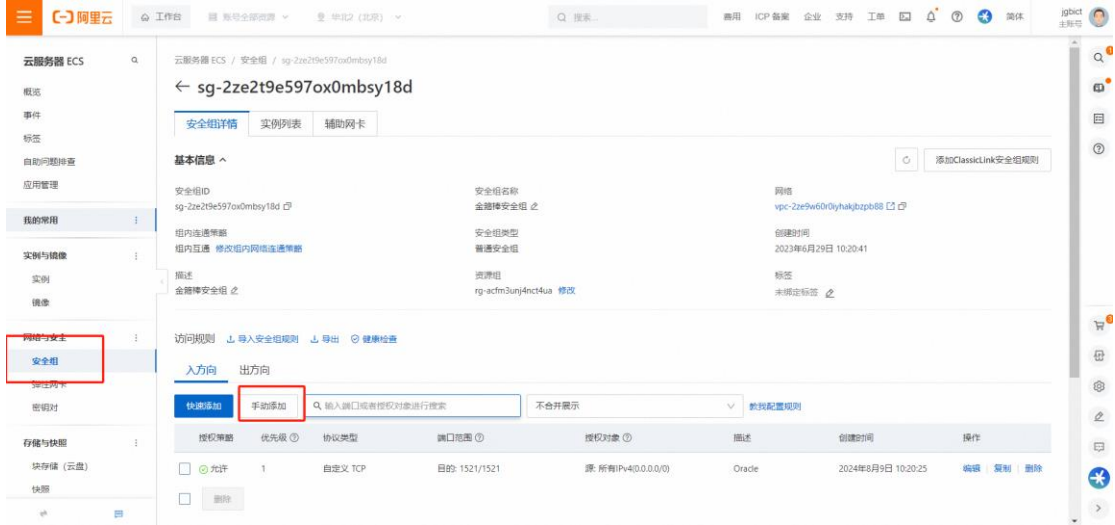 阿里云 工作台 账号全部资源 华北2（北京） 搜索... 费用 ICP 备案 企业 支持 工单 简体 jgbict
主账号
云服务器 ECS
概览
事件
标签
自助问题排查
应用管理
我的常用
实例与镜像
实例
镜像
网络与安全
安全组
弹性网卡
密钥对
存储与快照
块存储（云盘）
快照
云服务器 ECS / 安全组 / sg-2ze2t9e597ox0mbsy18d
← sg-2ze2t9e597ox0mbsy18d
安全组详情 实例列表 辅助网卡
基本信息 添加ClassicLink安全组规则
安全组ID 安全组名称 网络
sg-2ze2t9e597ox0mbsy18d 金箍棒安全组 vpc-2ze9w60r0iyhakjbzpb88
组内连通策略 安全组类型 创建时间
组内互通 修改组内网络连通策略 普通安全组 2023年6月29日 10:20:41
描述 资源组 标签
金箍棒安全组 rg-acfm3unj4nct4ua 修改 未绑定标签
访问规则 导入安全组规则 导出 健康检查
入方向 出方向
快速添加 手动添加 输入端口或者授权对象进行搜索 不合并展示 教我配置规则
授权策略 优先级 协议类型 端口范围 授权对象 描述 创建时间 操作
允许 1 自定义 TCP 目的: 1521/1521 源: 所有IPv4(0.0.0.0/0) Oracle 2024年8月9日 10:20:25 编辑 复制 删除
删除